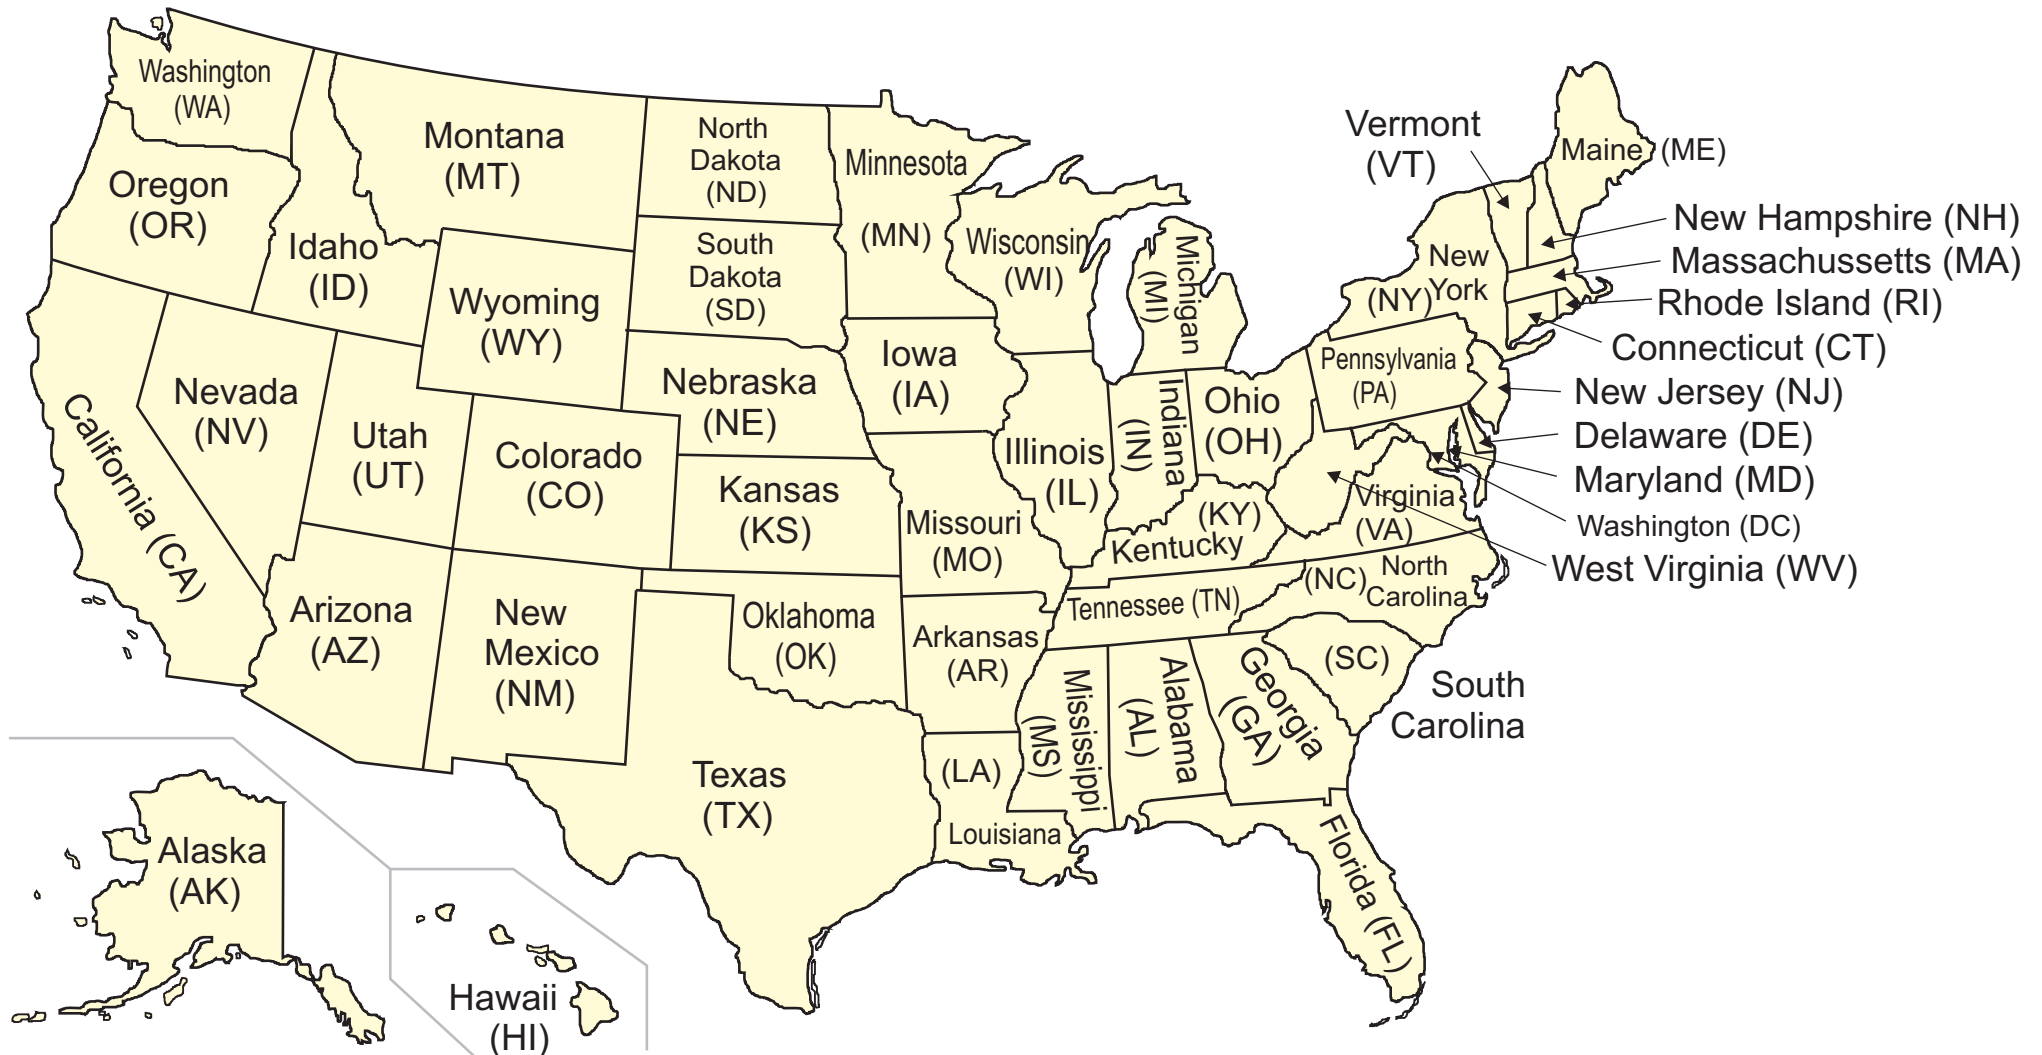 Washington
(WA)
Oregon
(OR)
Idaho
(ID)
Montana
(MT)
Wyoming
(WY)
North
Dakota
(ND)
South
Dakota
(SD)
Minnesota
(MN)
Wisconsin
(WI)
Michigan
(MI)
Vermont
(VT)
Maine (ME)
New Hampshire (NH)
Massachussetts (MA)
Rhode Island (RI)
Connecticut (CT)
New Jersey (NJ)
Delaware (DE)
Maryland (MD)
Washington (DC)
West Virginia (WV)
New
York
(NY)
Pennsylvania
(PA)
California (CA)
Nevada
(NV)
Utah
(UT)
Colorado
(CO)
Nebraska
(NE)
Kansas
(KS)
Iowa
(IA)
Missouri
(MO)
Illinois
(IL)
Indiana
(IN)
Ohio
(OH)
(KY)
Kentucky
Virginia
(VA)
Arizona
(AZ)
New
Mexico
(NM)
Oklahoma
(OK)
Arkansas
(AR)
Tennessee (TN)
(NC) North
Carolina
(SC)
South
Carolina
Texas
(TX)
(LA)
Louisiana
Mississippi
(MS)
Alabama
(AL)
Georgia
(GA)
Florida (FL)
Alaska
(AK)
Hawaii
(HI)